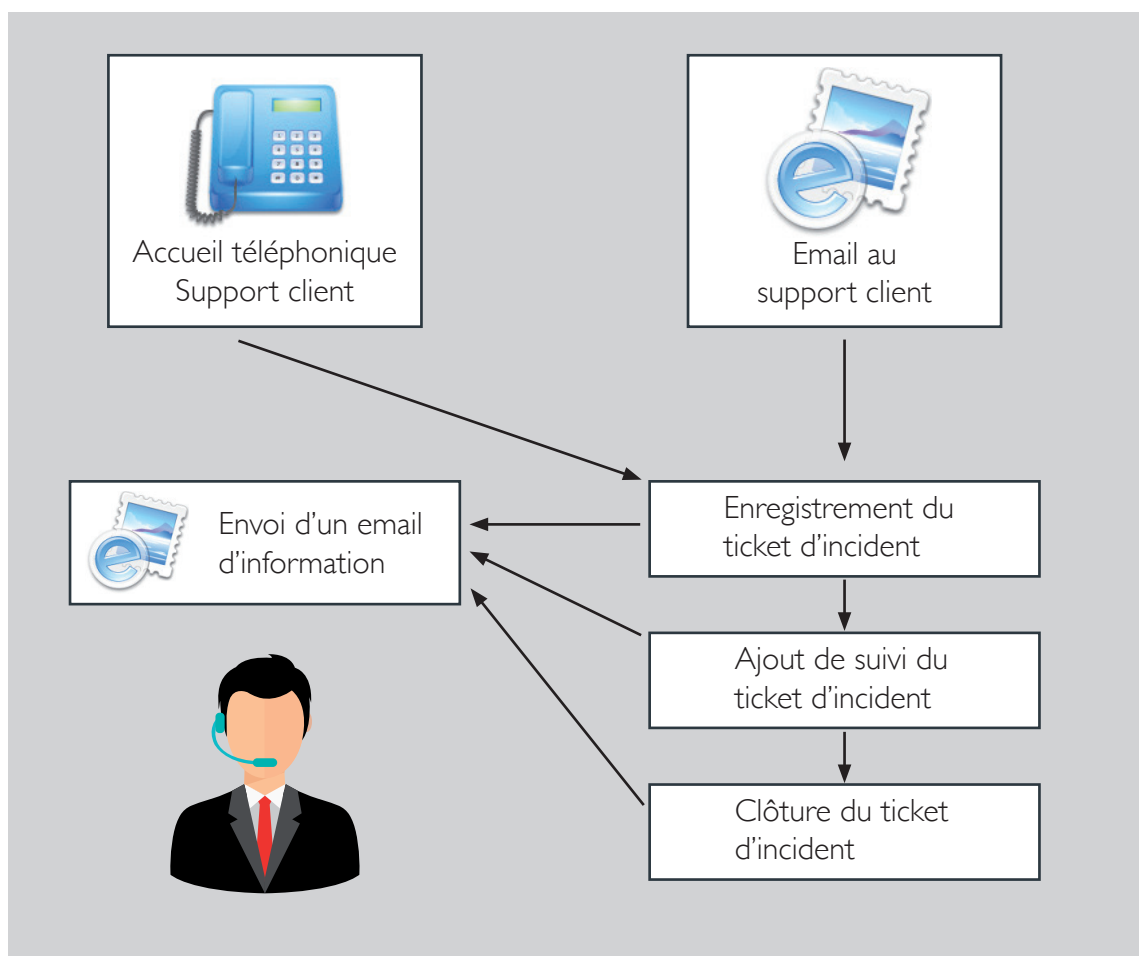 Accueil téléphonique
Support client
Email au
support client
Envoi d'un email
d'information
Enregistrement du
ticket d'incident
Ajout de suivi du
ticket d'incident
Clôture du ticket
d'incident